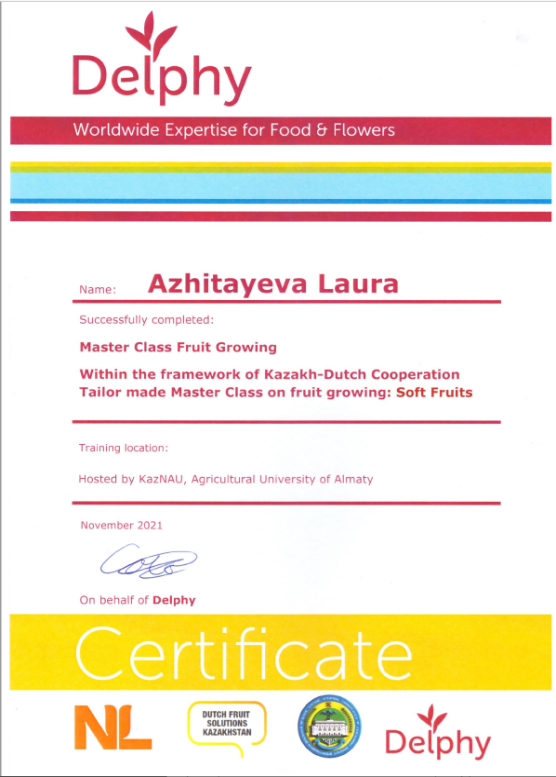 Delphy
Worldwide Expertise for Food & Flowers
Name: Azhitayeva Laura
Successfully completed:
Master Class Fruit Growing
Within the framework of Kazakh-Dutch Cooperation
Tailor made Master Class on fruit growing: Soft Fruits
Training location:
Hosted by KazNAU, Agricultural University of Almaty
November 2021
On behalf of Delphy
Certificate
NL
DUTCH FRUIT
SOLUTIONS
KAZAKHSTAN
Delphy